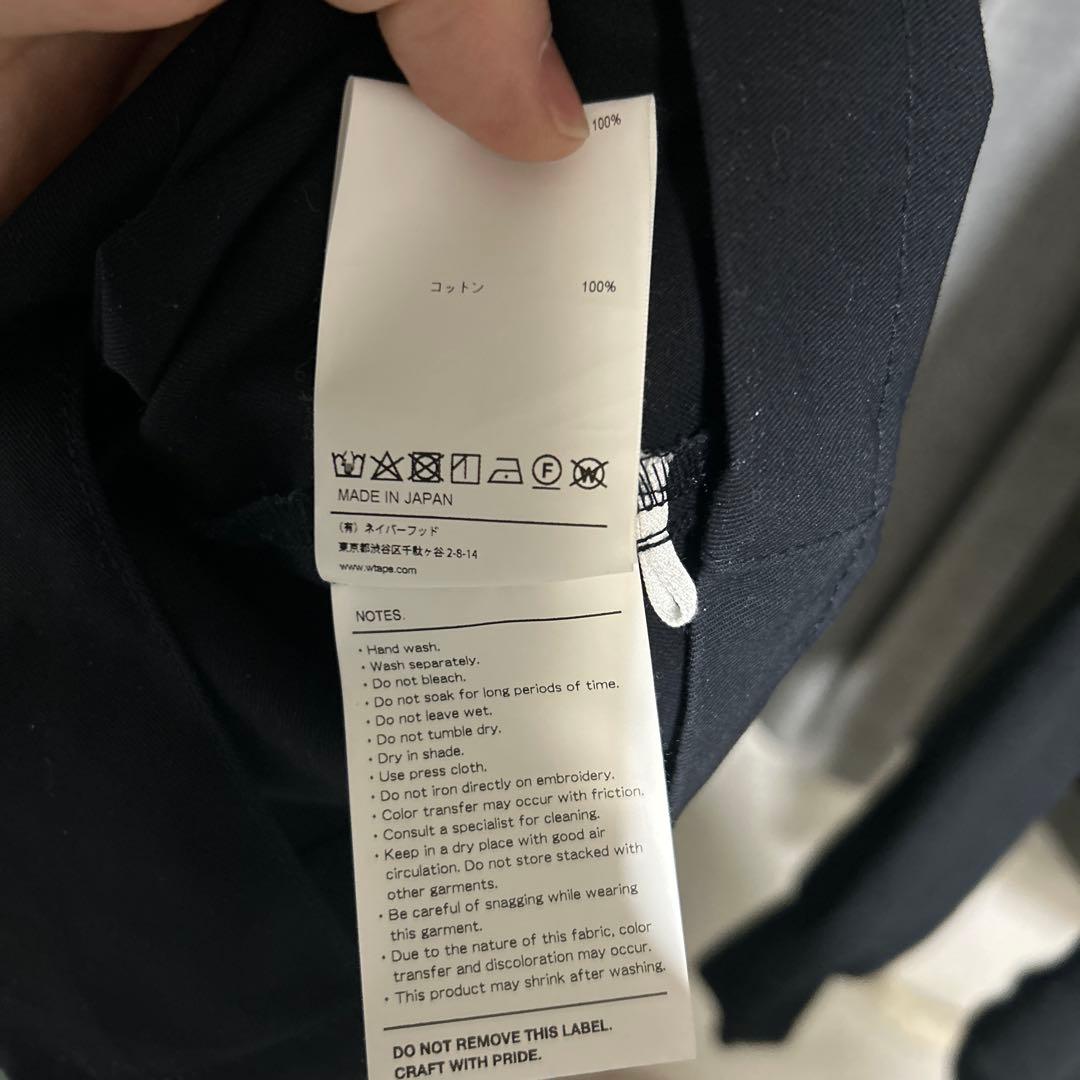 100%
コットン 100%
F W
MADE IN JAPAN
(有) ネイバーフッド
東京都渋谷区千駄ヶ谷 2-8-14
www.wtaps.com
NOTES.
・Hand wash.
・Wash separately.
・Do not bleach.
・Do not soak for long periods of time.
・Do not leave wet.
・Do not tumble dry.
・Dry in shade.
・Use press cloth.
・Do not iron directly on embroidery.
・Color transfer may occur with friction.
・Consult a specialist for cleaning.
・Keep in a dry place with good air
circulation. Do not store stacked with
other garments.
・Be careful of snagging while wearing
this garment.
・Due to the nature of this fabric, color
transfer and discoloration may occur.
・This product may shrink after washing.
DO NOT REMOVE THIS LABEL.
CRAFT WITH PRIDE.